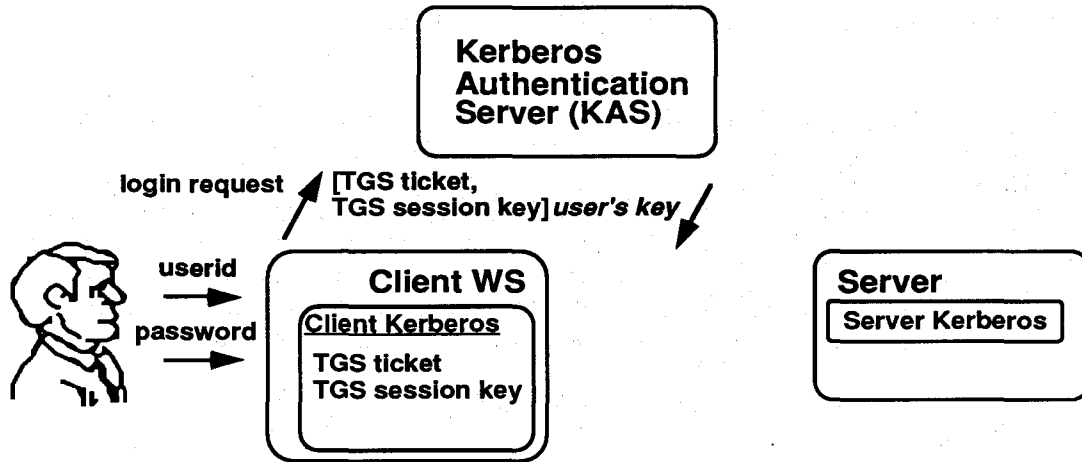 Kerberos
Authentication
Server (KAS)
login request
[TGS ticket,
TGS session key] user's key
userid
password
Client WS
Client Kerberos
TGS ticket
TGS session key
Server
Server Kerberos